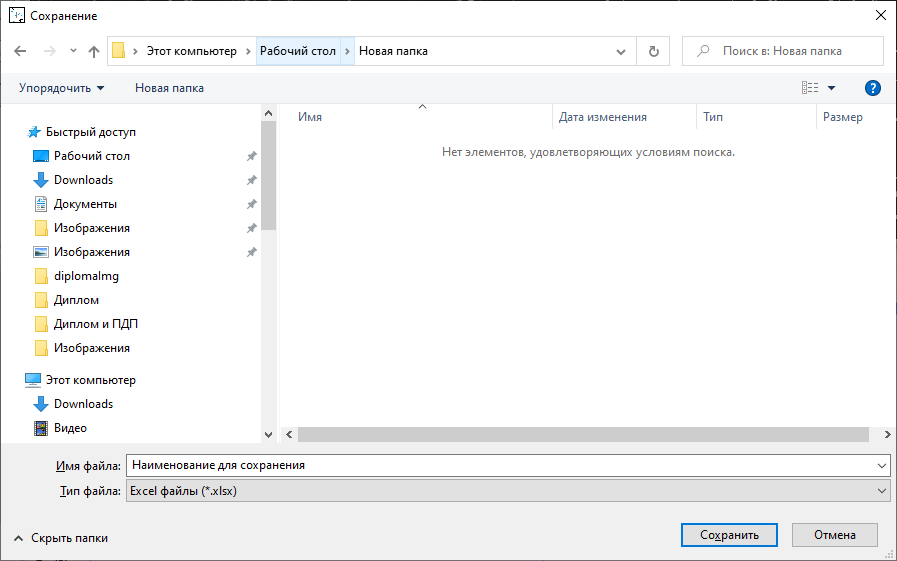 Сохранение
Этот компьютер
Рабочий стол
Новая папка
Поиск в: Новая папка
Упорядочить
Новая папка
?
Имя
Дата изменения
Тип
Размер
Нет элементов, удовлетворяющих условиям поиска.
Быстрый доступ
Рабочий стол
Downloads
Документы
Изображения
Изображения
diplomaImg
Диплом
Диплом и ПДП
Изображения
Этот компьютер
Downloads
Видео
Имя файла: Наименование для сохранения
Тип файла: Excel файлы (*.xlsx)
Скрыть папки
Сохранить
Отмена